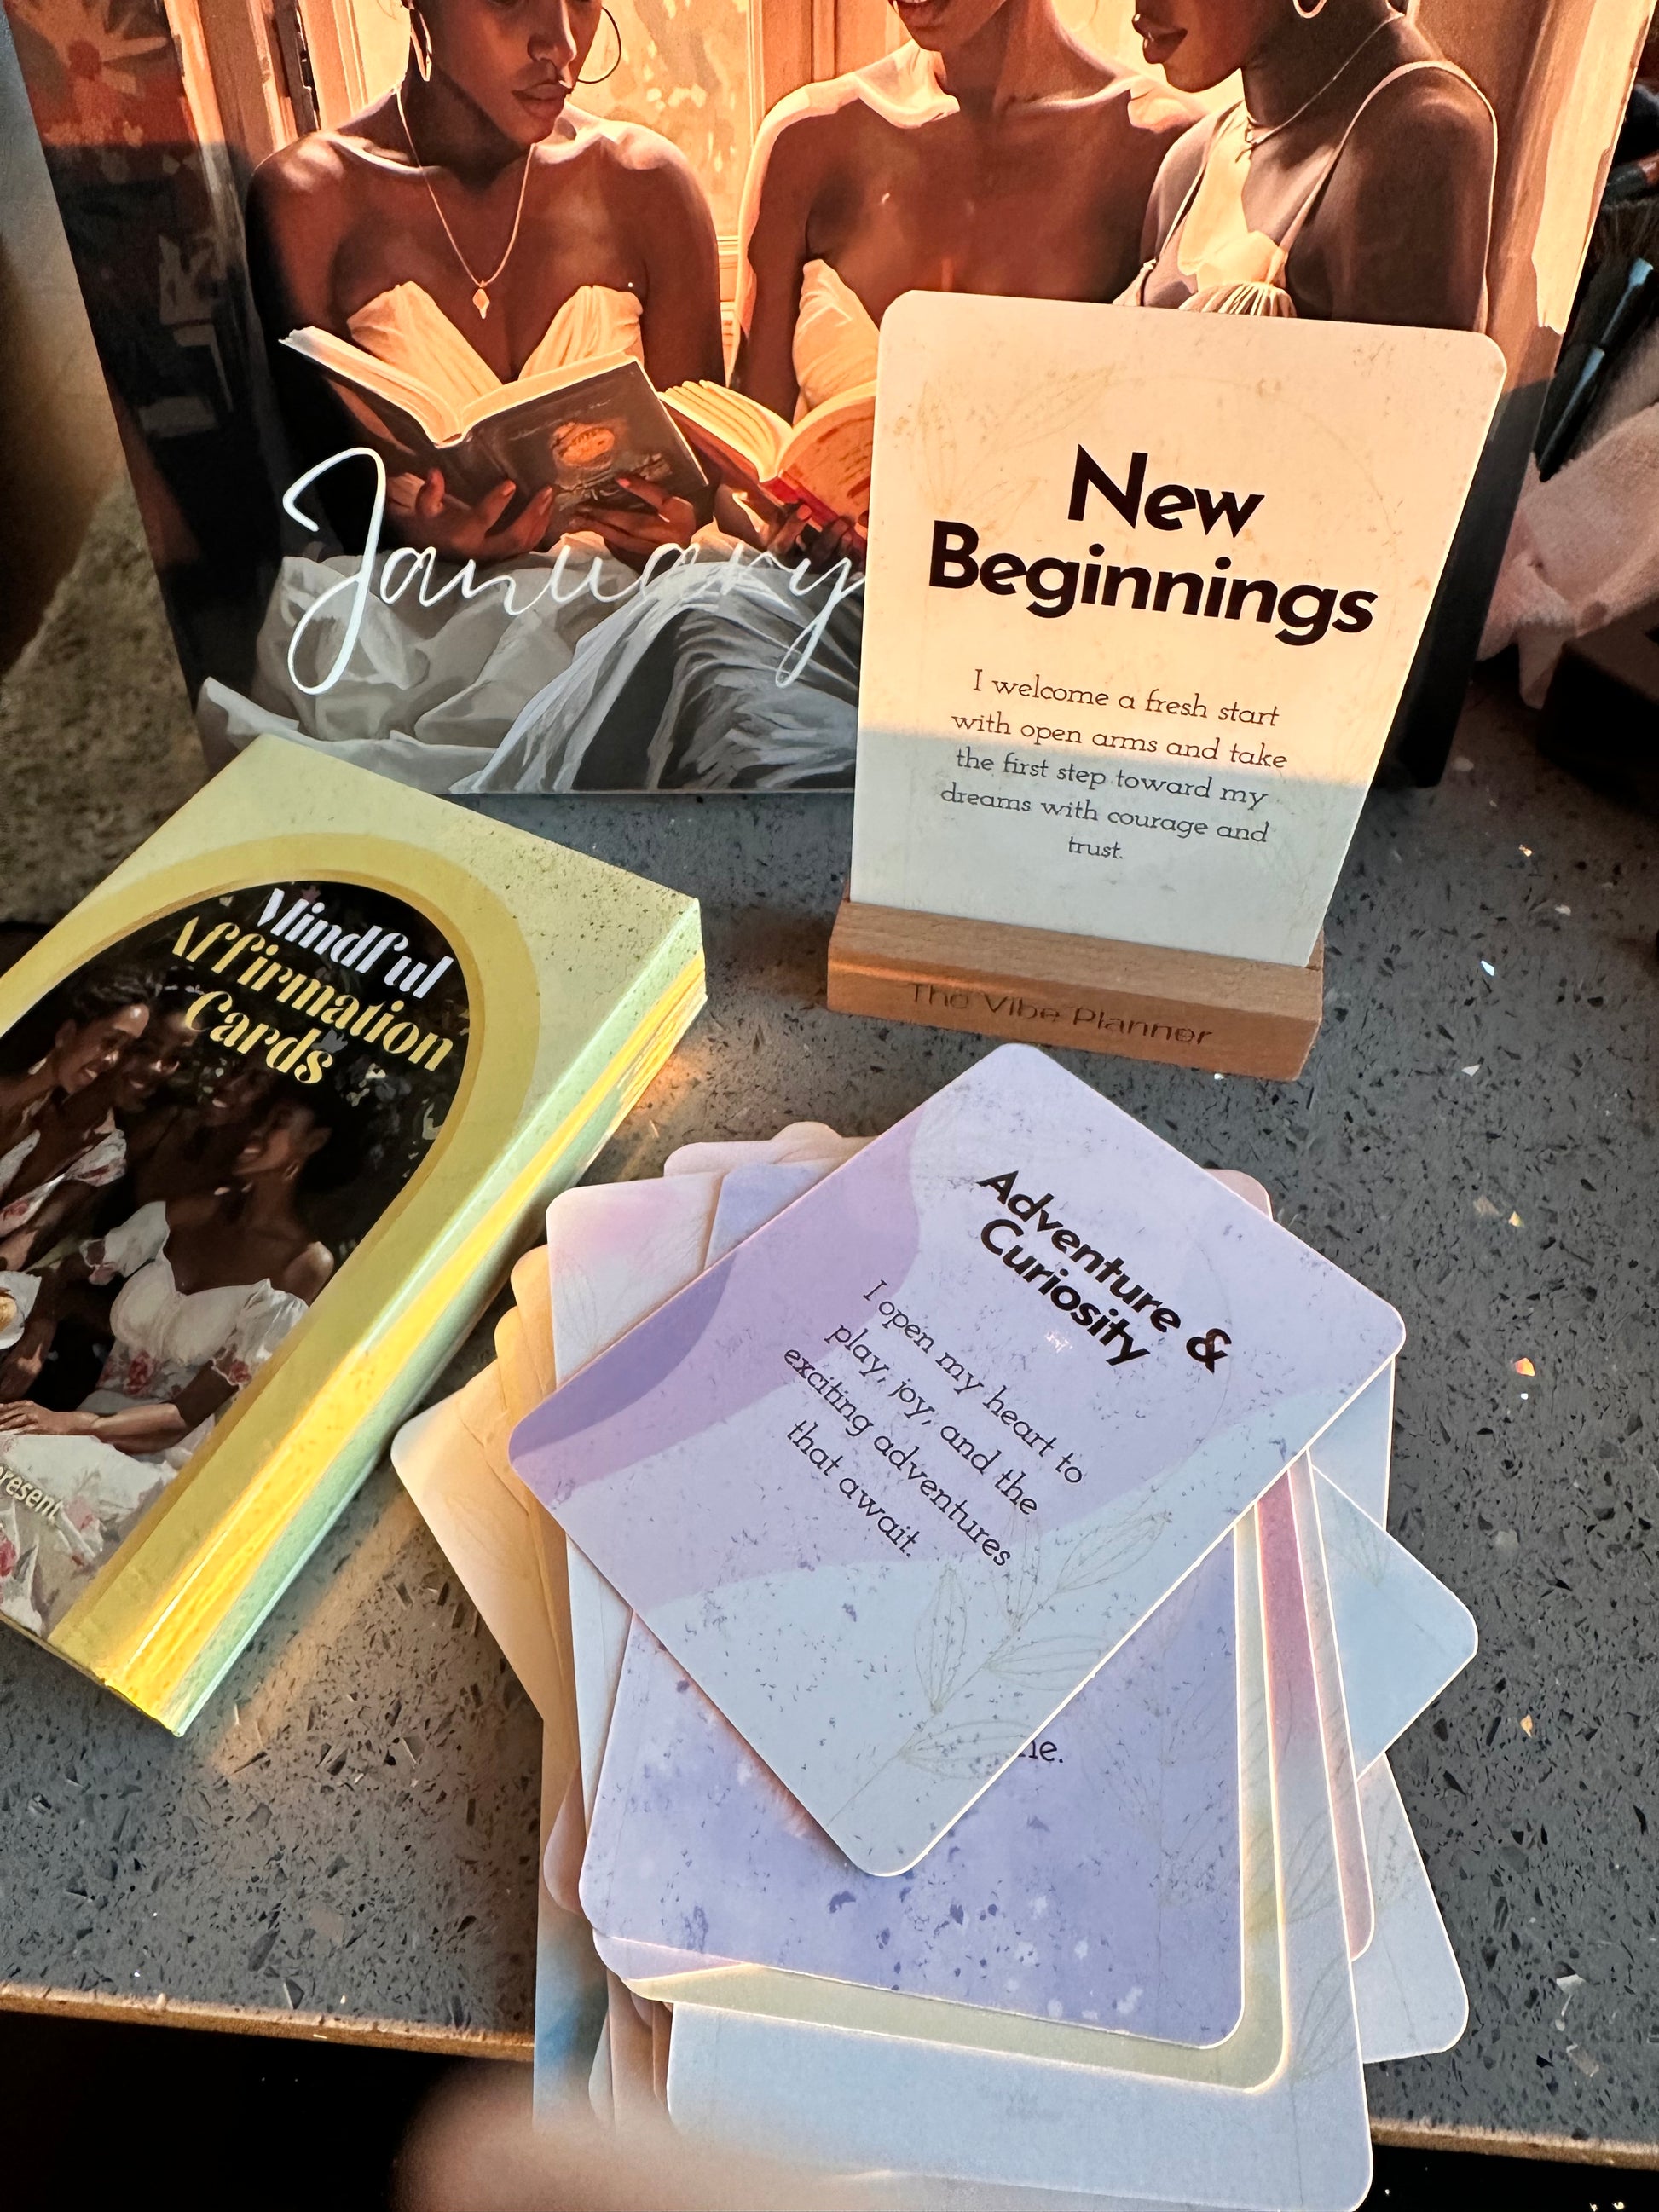 January
New
Beginnings
I welcome a fresh start
with open arms and take
the first step toward my
dreams with courage and
trust.
The Vibe Planner
Mindful
Affirmation
Cards
present
Adventure &
Curiosity
I open my heart to
play, joy, and the
exciting adventures
that await.